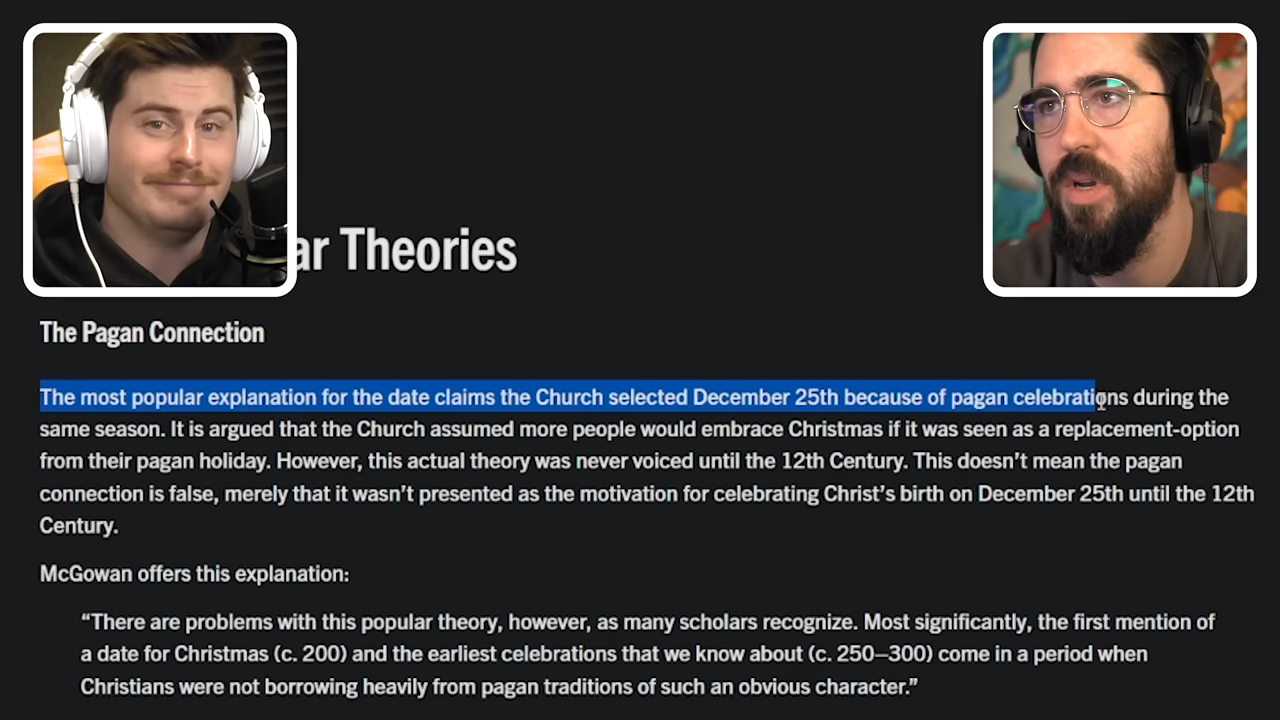 ar Theories
The Pagan Connection
The most popular explanation for the date claims the Church selected December 25th because of pagan celebrations during the
same season. It is argued that the Church assumed more people would embrace Christmas if it was seen as a replacement-option
from their pagan holiday. However, this actual theory was never voiced until the 12th Century. This doesn’t mean the pagan
connection is false, merely that it wasn’t presented as the motivation for celebrating Christ’s birth on December 25th until the 12th
Century.
McGowan offers this explanation:
“There are problems with this popular theory, however, as many scholars recognize. Most significantly, the first mention of
a date for Christmas (c. 200) and the earliest celebrations that we know about (c. 250–300) come in a period when
Christians were not borrowing heavily from pagan traditions of such an obvious character.”